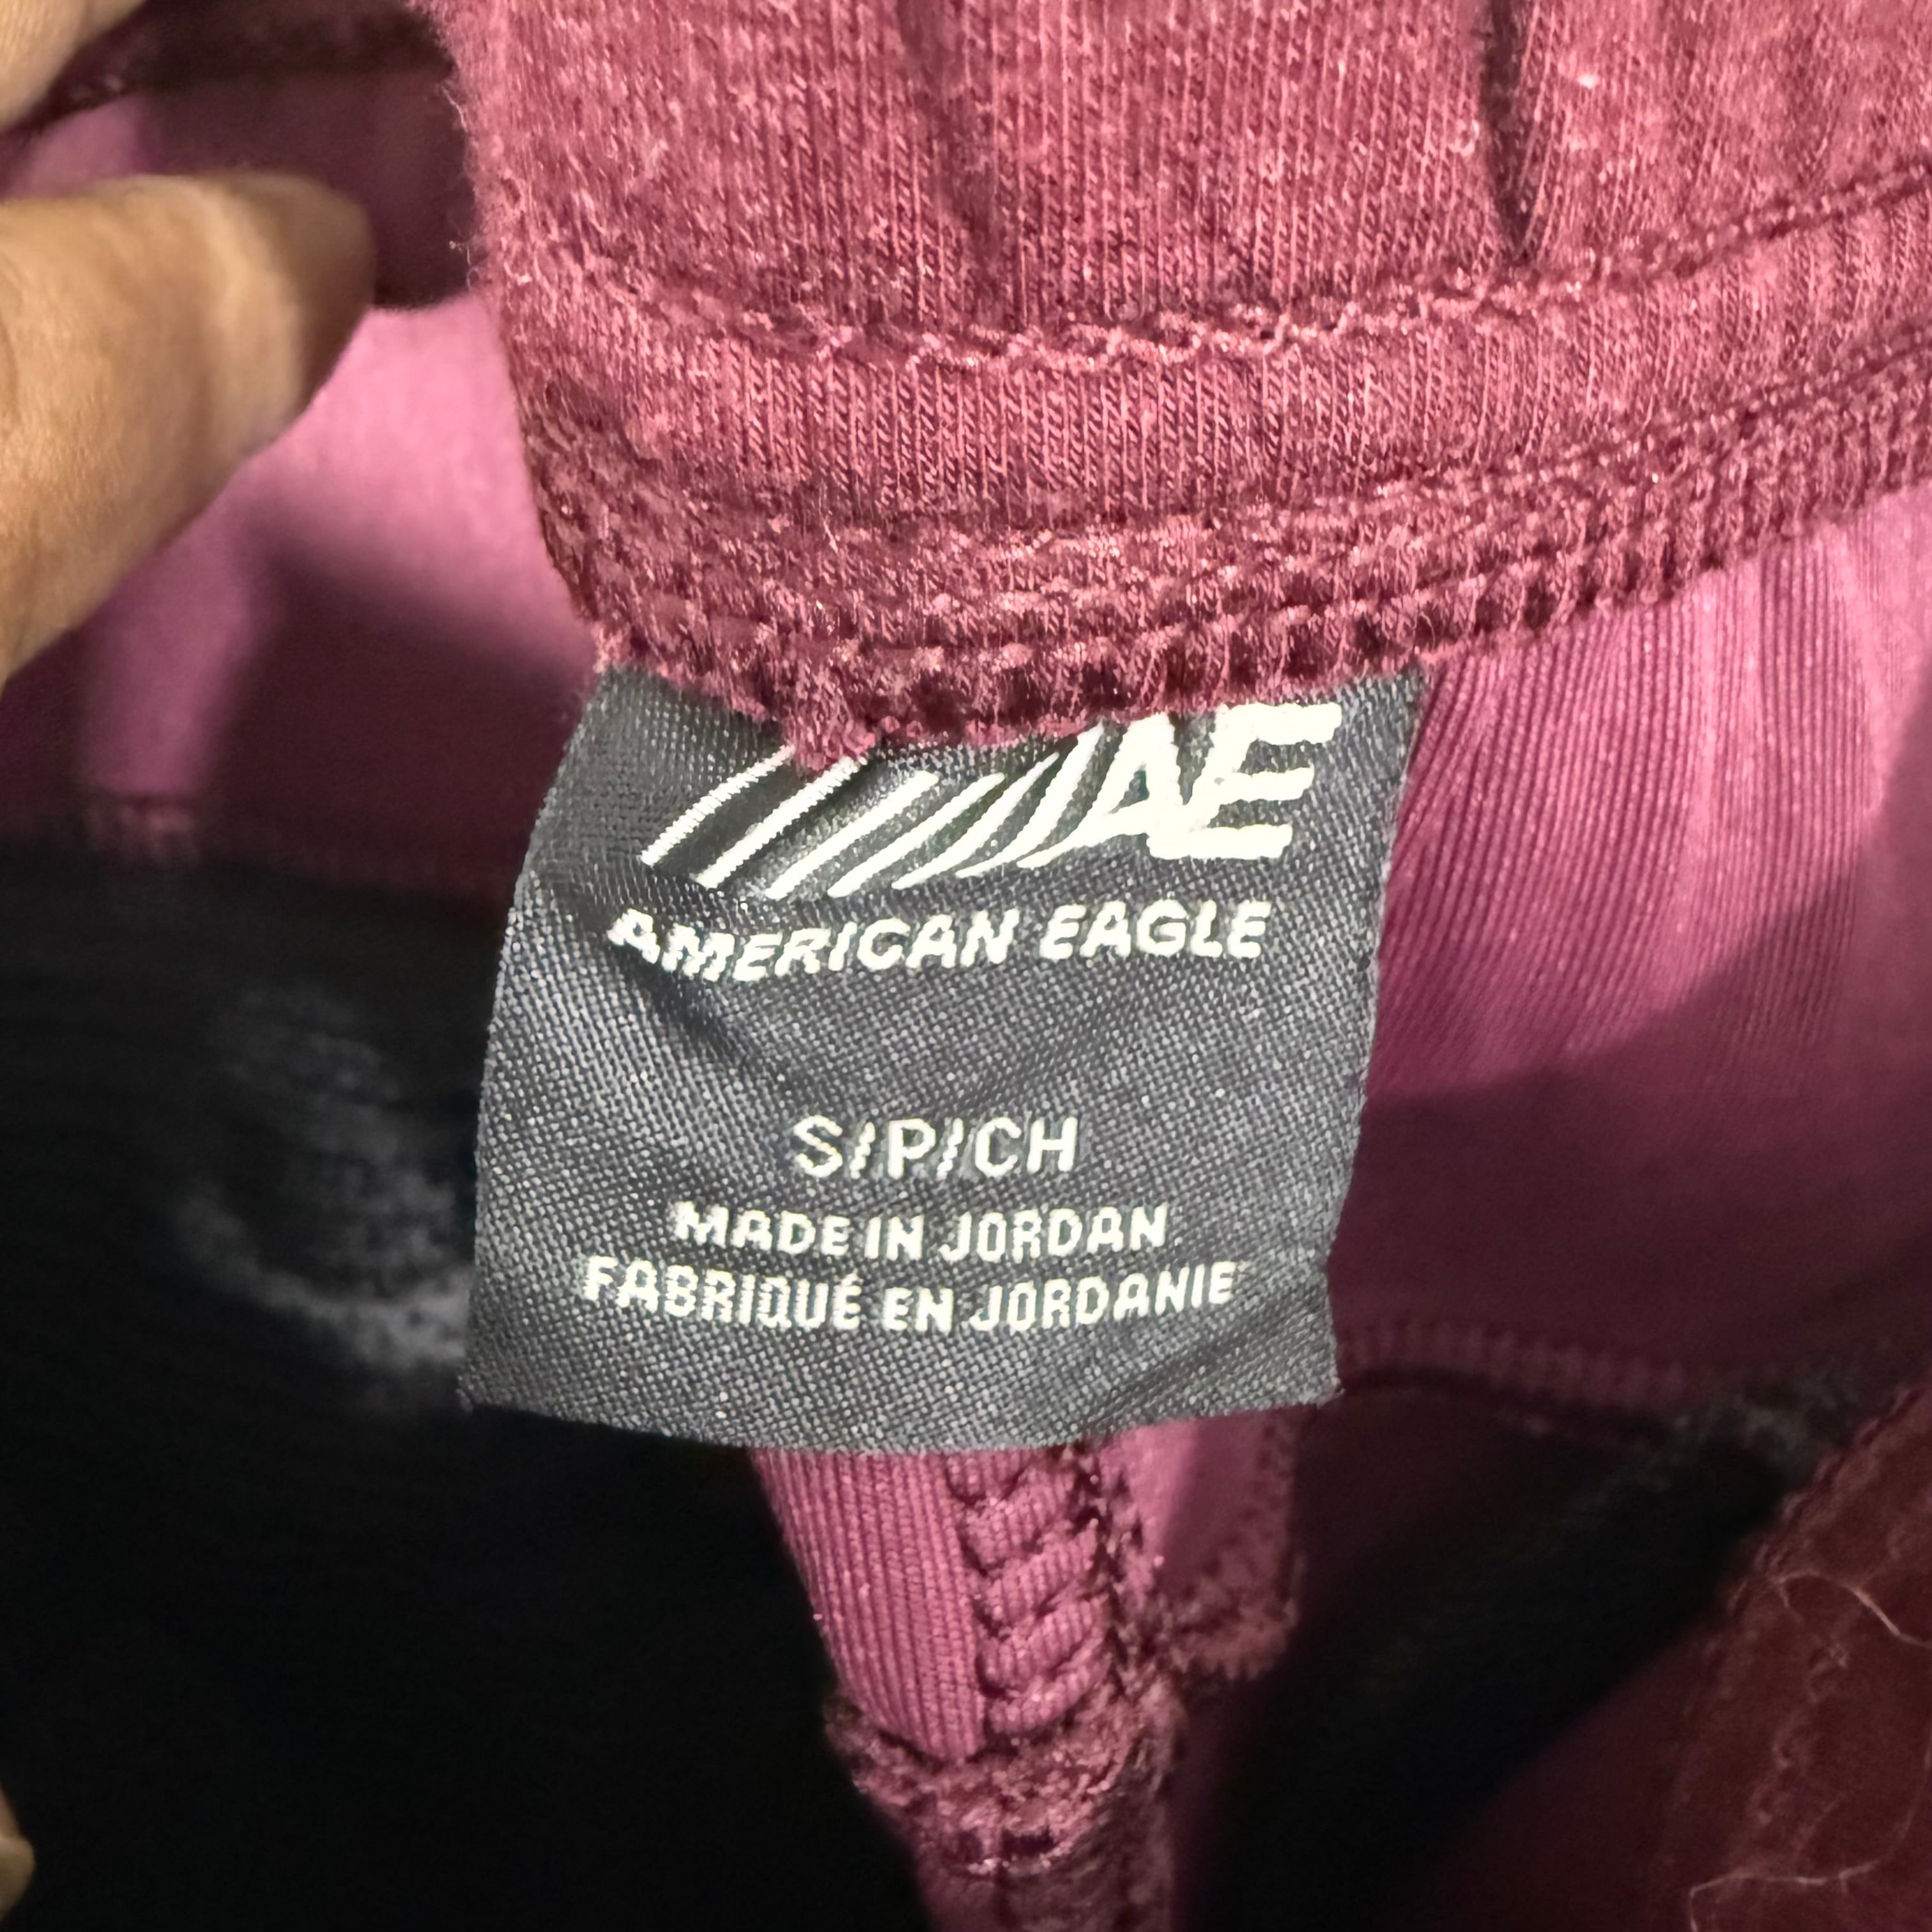 AE
AMERICAN EAGLE
S/P/CH
MADE IN JORDAN
FABRIQUÉ EN JORDANIE